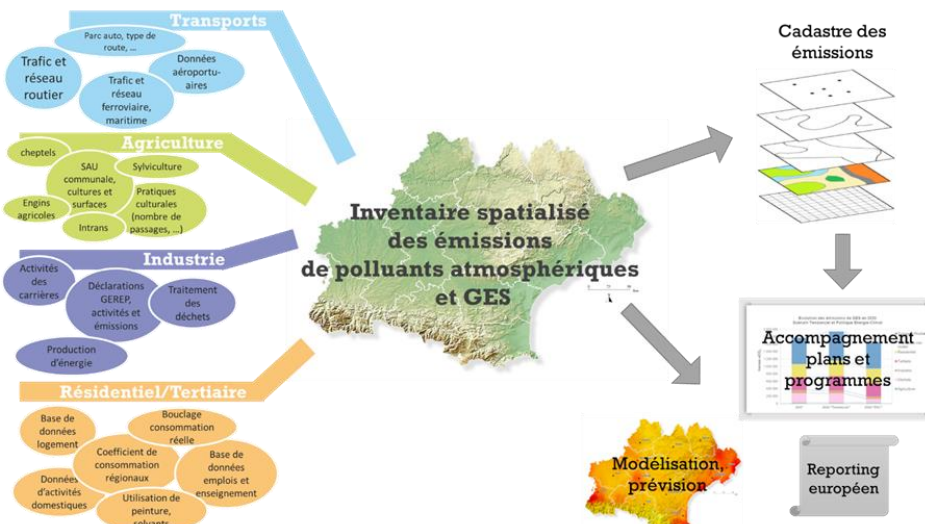 Transports
Parc auto, type de
route, …
Trafic et
réseau
routier
Données
aéroportu-
aires
Trafic et
réseau
ferroviaire,
maritime
Agriculture
cheptels
SAU
communale,
cultures et
surfaces
Sylviculture
Engins
agricoles
Pratiques
culturales
(nombre de
passages, …)
Intrans
Industrie
Activités
des
carrières
Déclarations
GEREP,
activités et
émissions
Traitement
des
déchets
Production
d'énergie
Résidentiel/Tertiaire
Base de
données
logement
Bouclage
consommation
réelle
Coefficient de
consommation
régionaux
Base de
données
emplois et
enseignement
Données
d'activités
domestiques
Utilisation de
peinture,
solvants
Inventaire spatialisé
des émissions
de polluants atmosphériques
et GES
Cadastre des
émissions
Accompagnement
plans et
programmes
Modélisation,
prévision
Reporting
européen